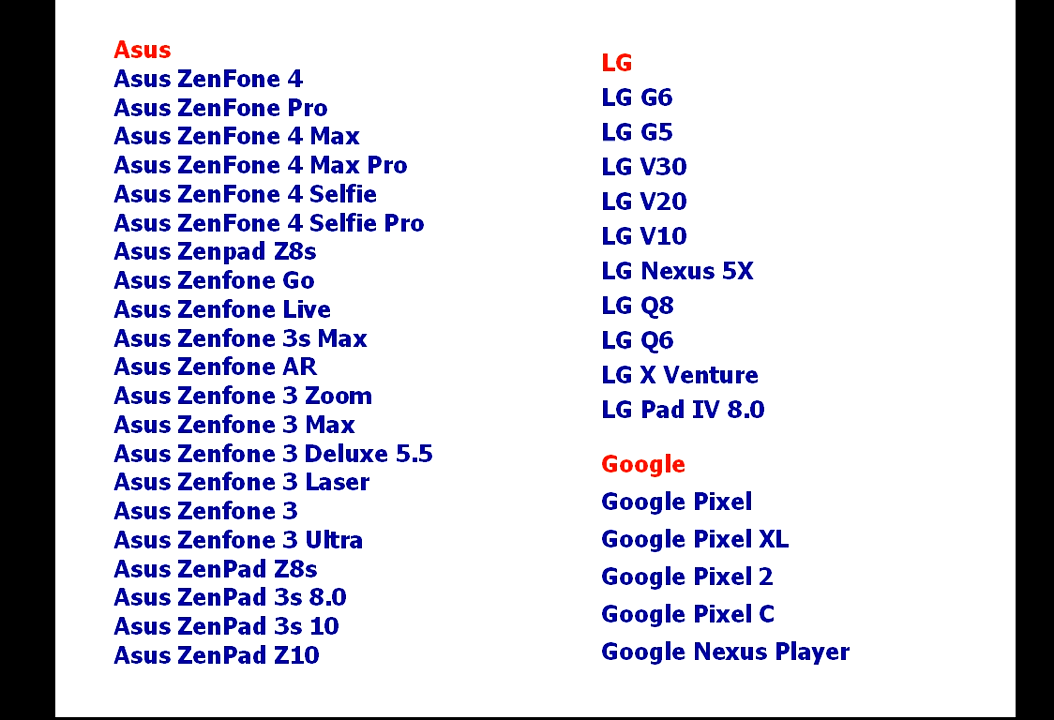 Asus
Asus ZenFone 4
Asus ZenFone Pro
Asus ZenFone 4 Max
Asus ZenFone 4 Max Pro
Asus ZenFone 4 Selfie
Asus ZenFone 4 Selfie Pro
Asus Zenpad Z8s
Asus Zenfone Go
Asus Zenfone Live
Asus Zenfone 3s Max
Asus Zenfone AR
Asus Zenfone 3 Zoom
Asus Zenfone 3 Max
Asus Zenfone 3 Deluxe 5.5
Asus Zenfone 3 Laser
Asus Zenfone 3
Asus Zenfone 3 Ultra
Asus ZenPad Z8s
Asus ZenPad 3s 8.0
Asus ZenPad 3s 10
Asus ZenPad Z10
LG
LG G6
LG G5
LG V30
LG V20
LG V10
LG Nexus 5X
LG Q8
LG Q6
LG X Venture
LG Pad IV 8.0
Google
Google Pixel
Google Pixel XL
Google Pixel 2
Google Pixel C
Google Nexus Player